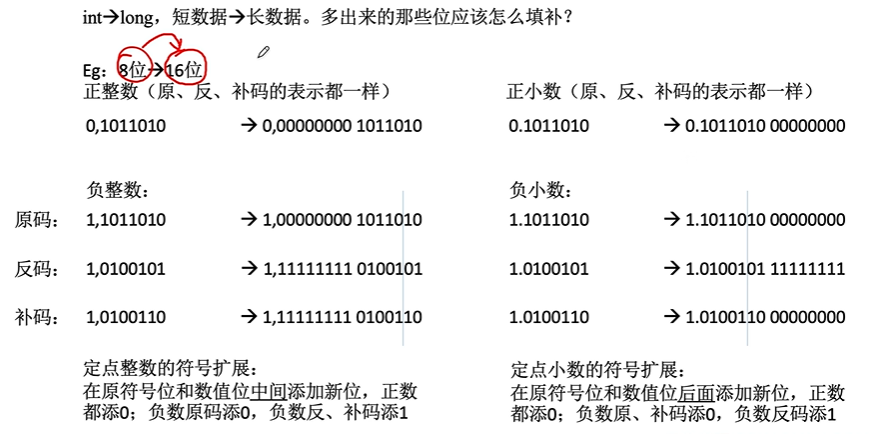 int→long，短数据→长数据。多出来的那些位应该怎么填补？
Eg：8位→16位
正整数（原、反、补码的表示都一样）
正小数（原、反、补码的表示都一样）
0,1011010 → 0,00000000 1011010
0.1011010 → 0.1011010 00000000
负整数：
负小数：
原码： 1,1011010 → 1,00000000 1011010
1.1011010 → 1.1011010 00000000
反码： 1,0100101 → 1,11111111 0100101
1.0100101 → 1.0100101 11111111
补码： 1,0100110 → 1,11111111 0100110
1.0100110 → 1.0100110 00000000
定点整数的符号扩展：
在原符号位和数值位中间添加新位，正数
都添0；负数原码添0，负数反、补码添1
定点小数的符号扩展：
在原符号位和数值位后面添加新位，正数
都添0；负数原、补码添0，负数反码添1